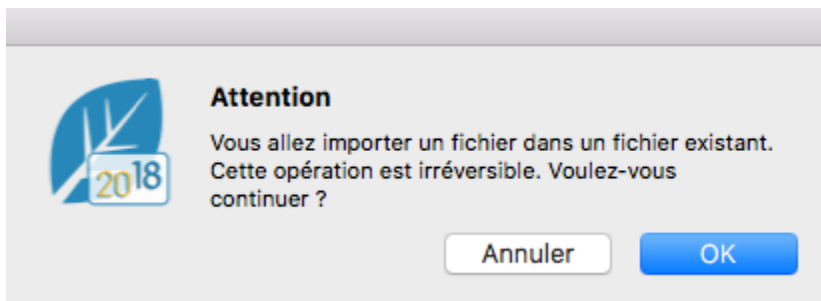 Attention
Vous allez importer un fichier dans un fichier existant.
Cette opération est irréversible. Voulez-vous
continuer ?
2018
Annuler
OK